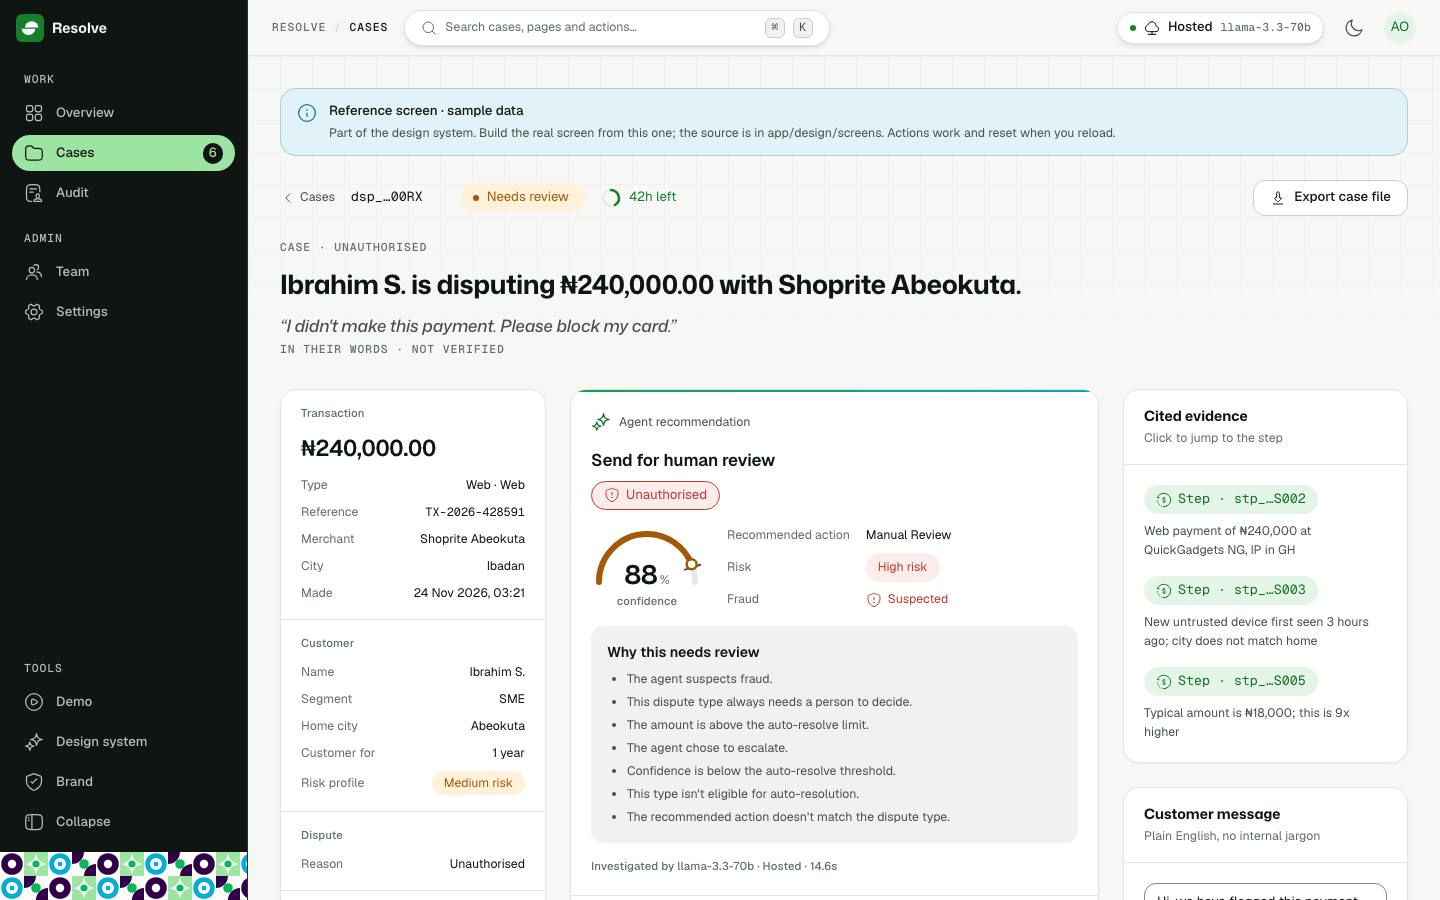 Resolve
WORK
Overview
Cases
6
Audit
ADMIN
Team
Settings
TOOLS
Demo
Design system
Brand
Collapse
RESOLVE / CASES
Search cases, pages and actions…
⌘ K
Hosted llama-3.3-70b
AO
Reference screen · sample data
Part of the design system. Build the real screen from this one; the source is in app/design/screens. Actions work and reset when you reload.
Cases dsp_…00RX
Needs review
42h left
Export case file
CASE · UNAUTHORISED
Ibrahim S. is disputing ₦240,000.00 with Shoprite Abeokuta.
“I didn't make this payment. Please block my card.”
IN THEIR WORDS · NOT VERIFIED
Transaction
₦240,000.00
Type Web · Web
Reference TX-2026-428591
Merchant Shoprite Abeokuta
City Ibadan
Made 24 Nov 2026, 03:21
Customer
Name Ibrahim S.
Segment SME
Home city Abeokuta
Customer for 1 year
Risk profile Medium risk
Dispute
Reason Unauthorised
Agent recommendation
Send for human review
Unauthorised
88 %
confidence
Recommended action Manual Review
Risk High risk
Fraud Suspected
Why this needs review
• The agent suspects fraud.
• This dispute type always needs a person to decide.
• The amount is above the auto-resolve limit.
• The agent chose to escalate.
• Confidence is below the auto-resolve threshold.
• This type isn't eligible for auto-resolution.
• The recommended action doesn't match the dispute type.
Investigated by llama-3.3-70b · Hosted · 14.6s
Cited evidence
Click to jump to the step
Step · stp_…S002
Web payment of ₦240,000 at
QuickGadgets NG, IP in GH
Step · stp_…S003
New untrusted device first seen 3 hours
ago; city does not match home
Step · stp_…S005
Typical amount is ₦18,000; this is 9x
higher
Customer message
Plain English, no internal jargon
Hi, we have flagged this payment